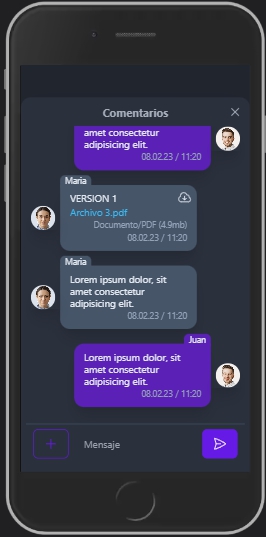 Comentarios
amet consectetur
adipisicing elit.
08.02.23 / 11:20
Maria
VERSION 1
Archivo 3.pdf
Documento/PDF (4.9mb)
08.02.23 / 11:20
Maria
Lorem ipsum dolor, sit
amet consectetur
adipisicing elit.
08.02.23 / 11:20
Juan
Lorem ipsum dolor, sit
amet consectetur
adipisicing elit.
08.02.23 / 11:20
Mensaje